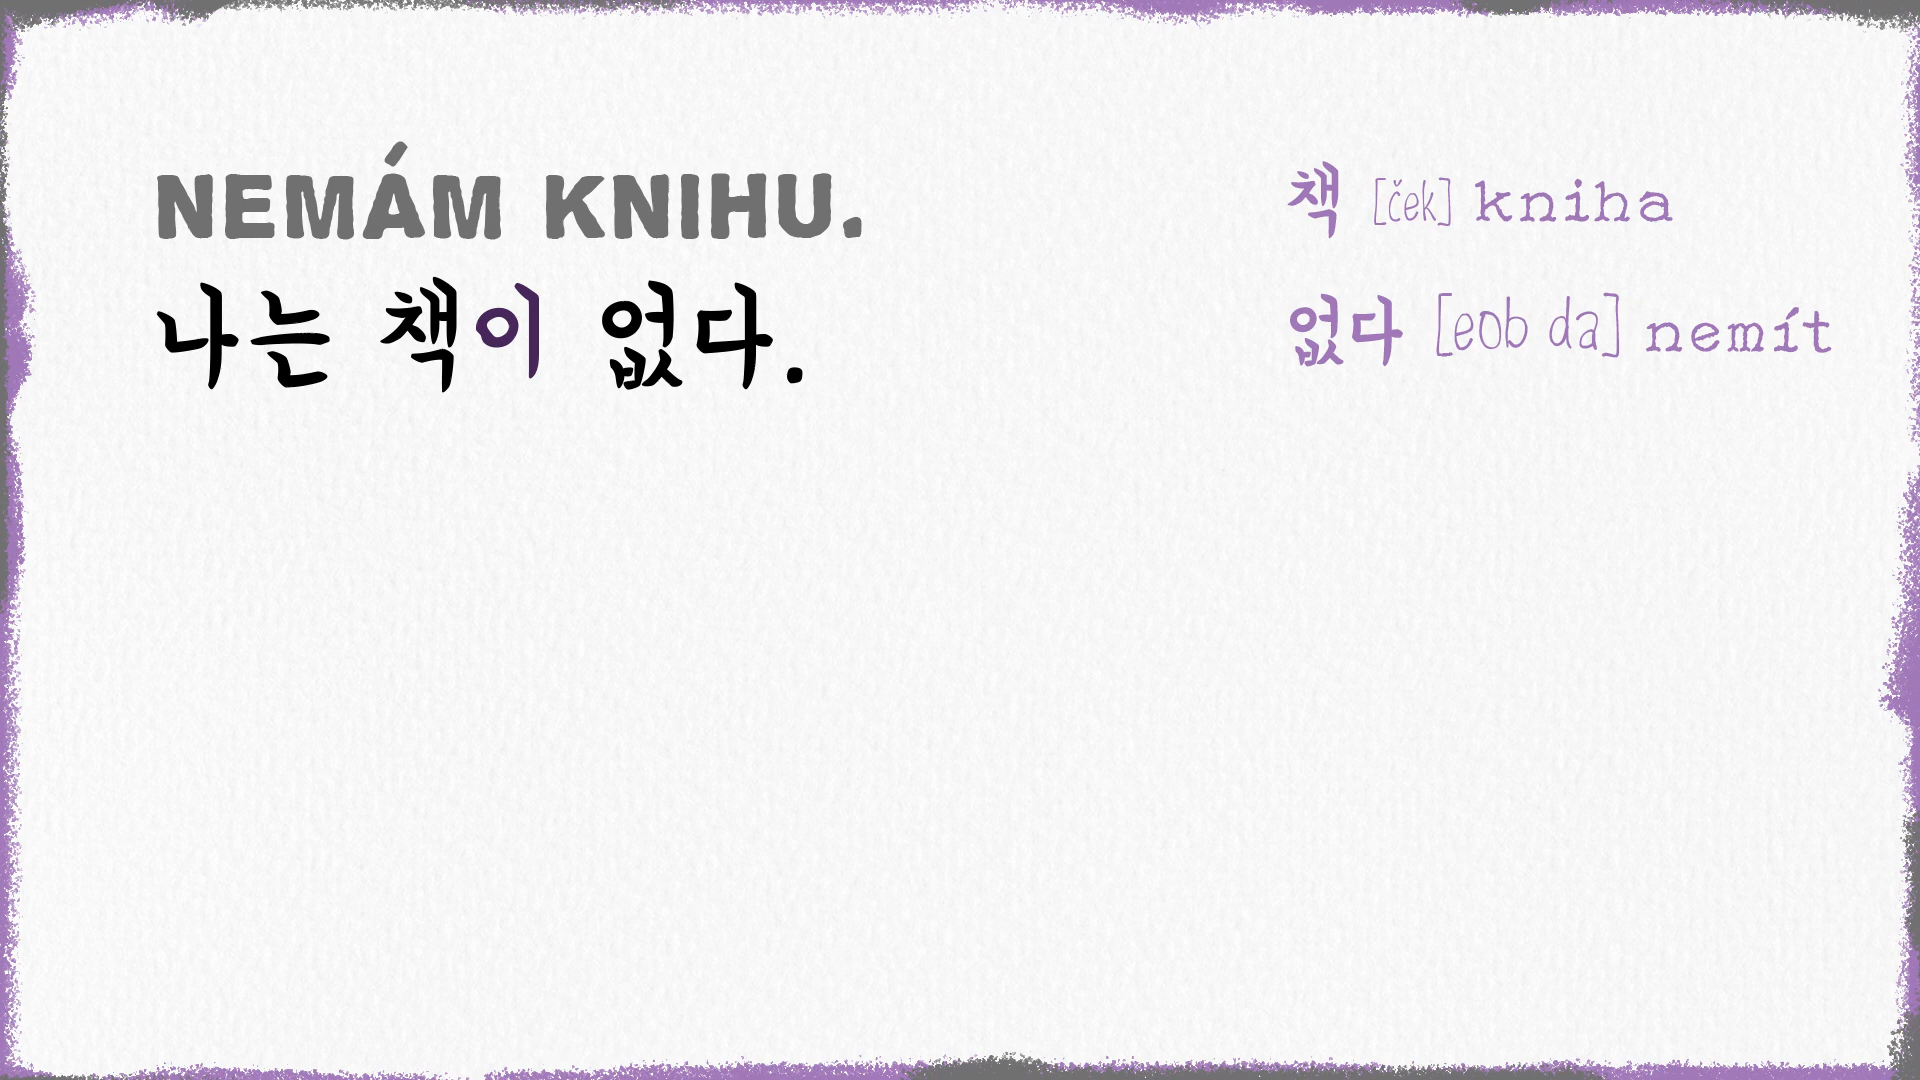 NEMÁM KNIHU.
나는 책이 없다.
책 [ček] kniha
없다 [eob da] nemít